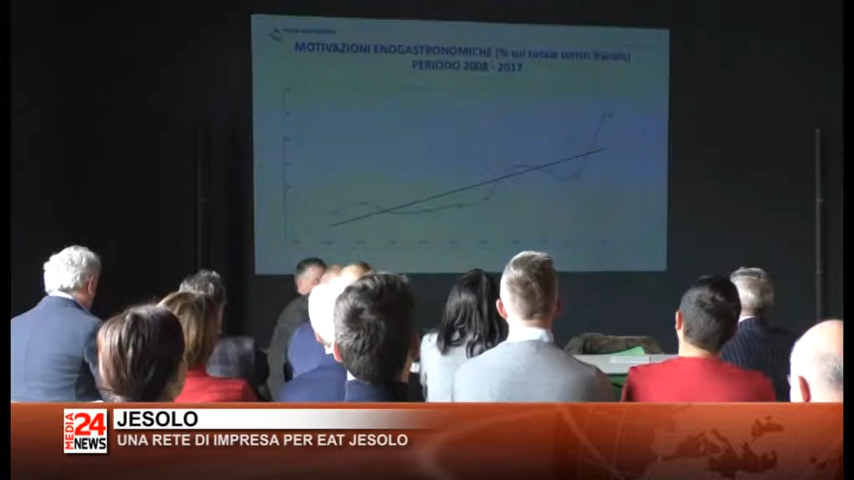 MOTIVAZIONI ENOGASTRONOMICHE (% sul totale turisti italiani)
PERIODO 2008 - 2017
MEDIA 24 NEWS
JESOLO
UNA RETE DI IMPRESA PER EAT JESOLO